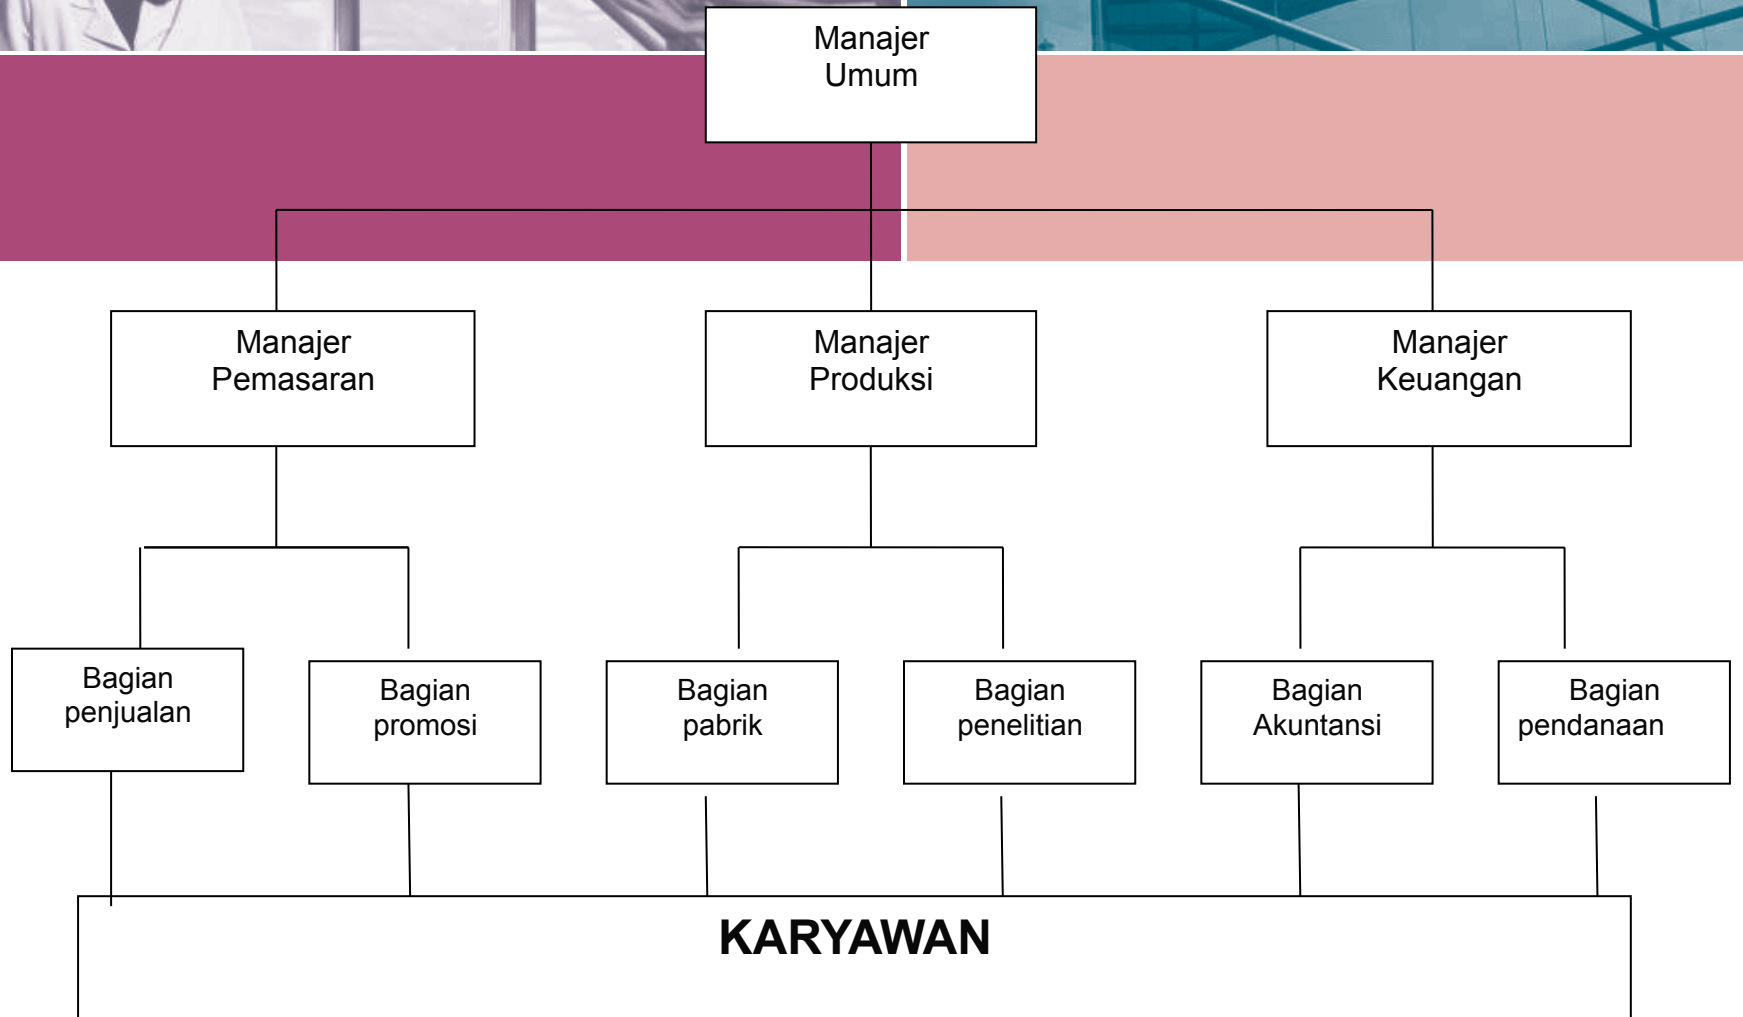 Manajer
Umum
Manajer
Pemasaran
Manajer
Produksi
Manajer
Keuangan
Bagian
penjualan
Bagian
promosi
Bagian
pabrik
Bagian
penelitian
Bagian
Akuntansi
Bagian
pendanaan
KARYAWAN